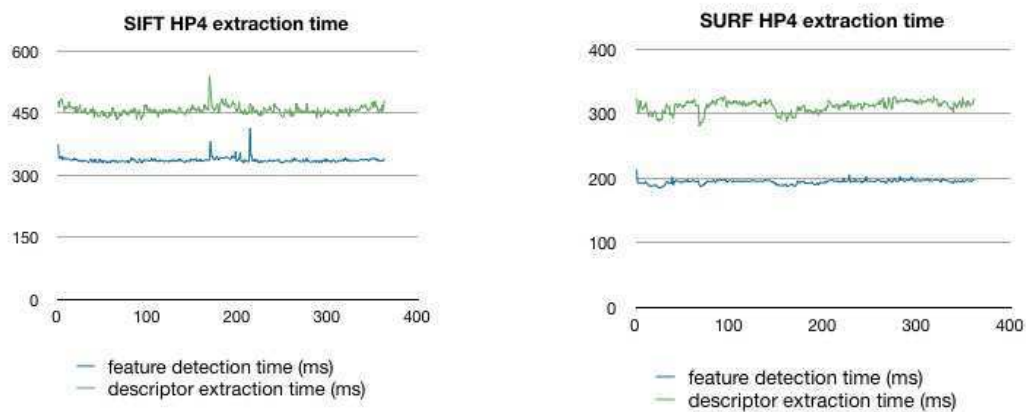 SIFT HP4 extraction time
600
450
300
150
0
0 100 200 300 400
feature detection time (ms)
descriptor extraction time (ms)
SURF HP4 extraction time
400
300
200
100
0
0 100 200 300 400
feature detection time (ms)
descriptor extraction time (ms)